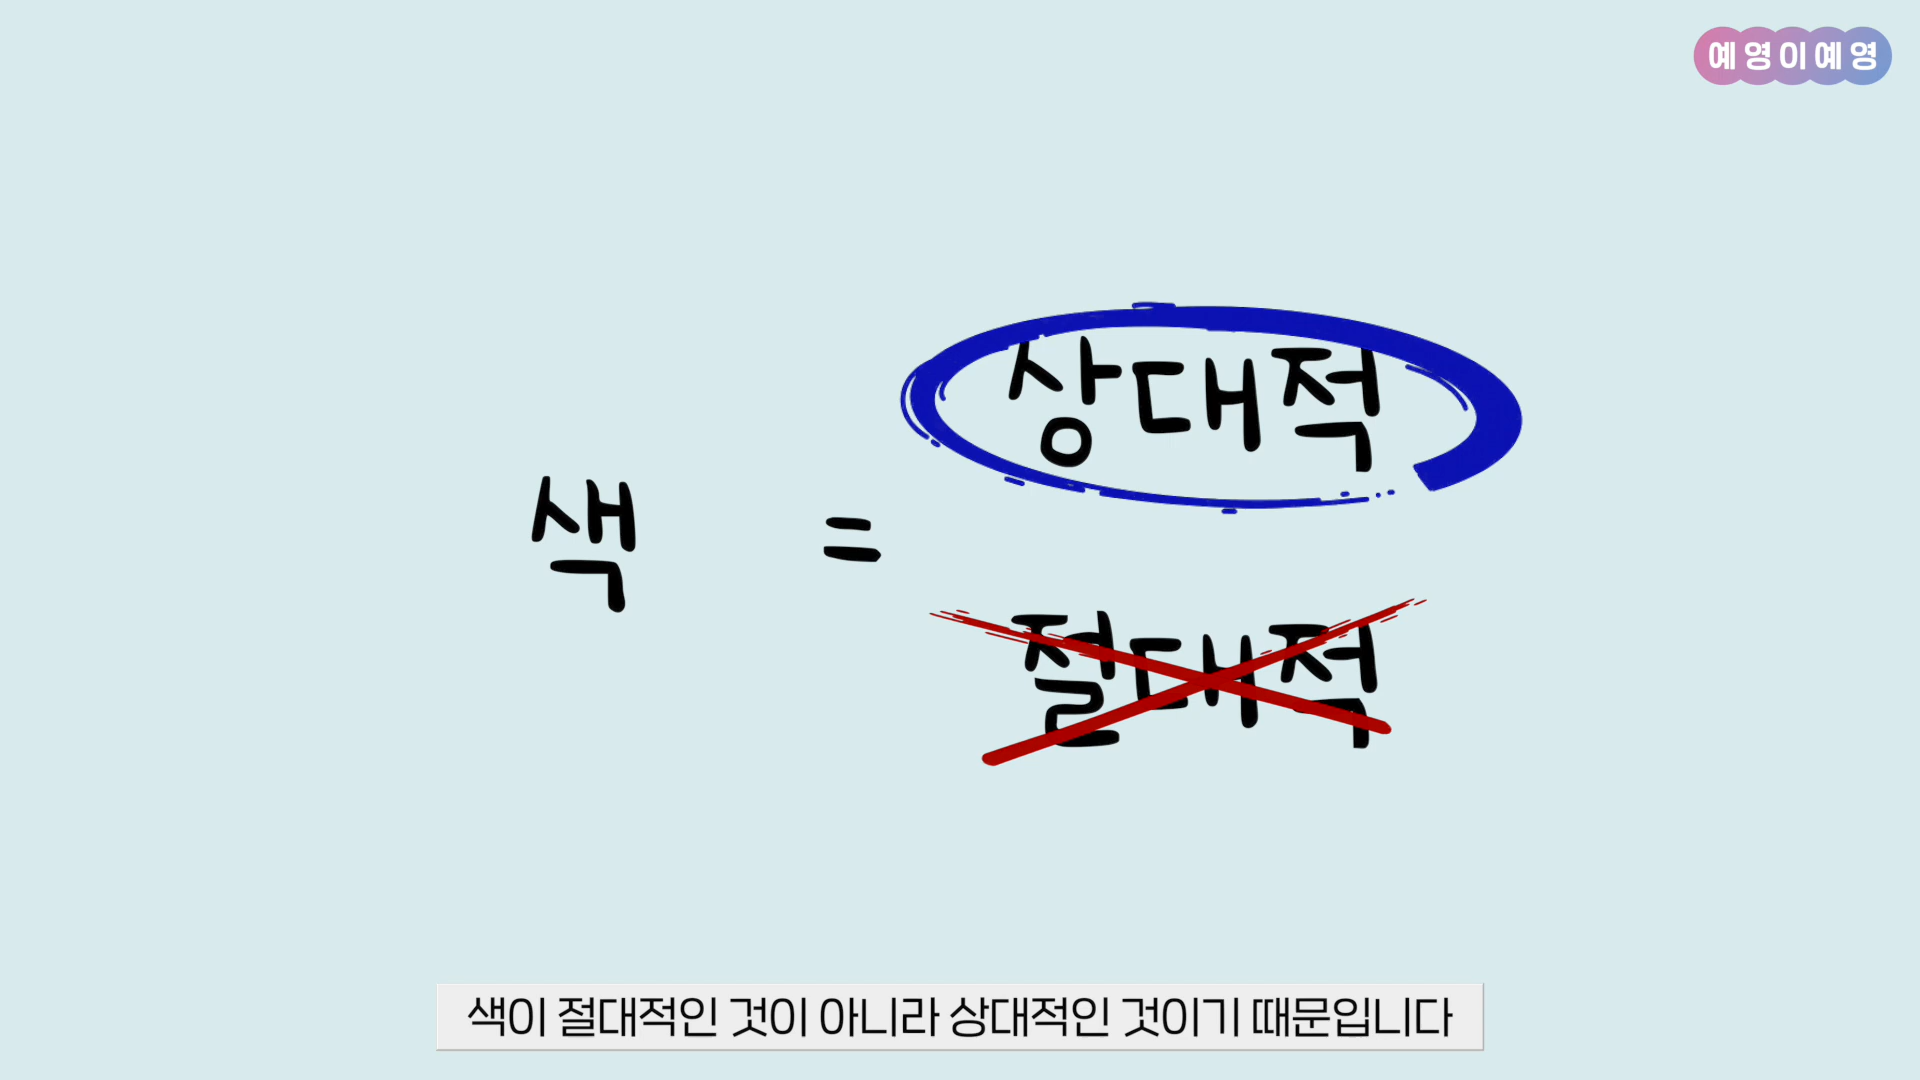 예영이예영
상대적
색 =
절대적
색이 절대적인 것이 아니라 상대적인 것이기 때문입니다